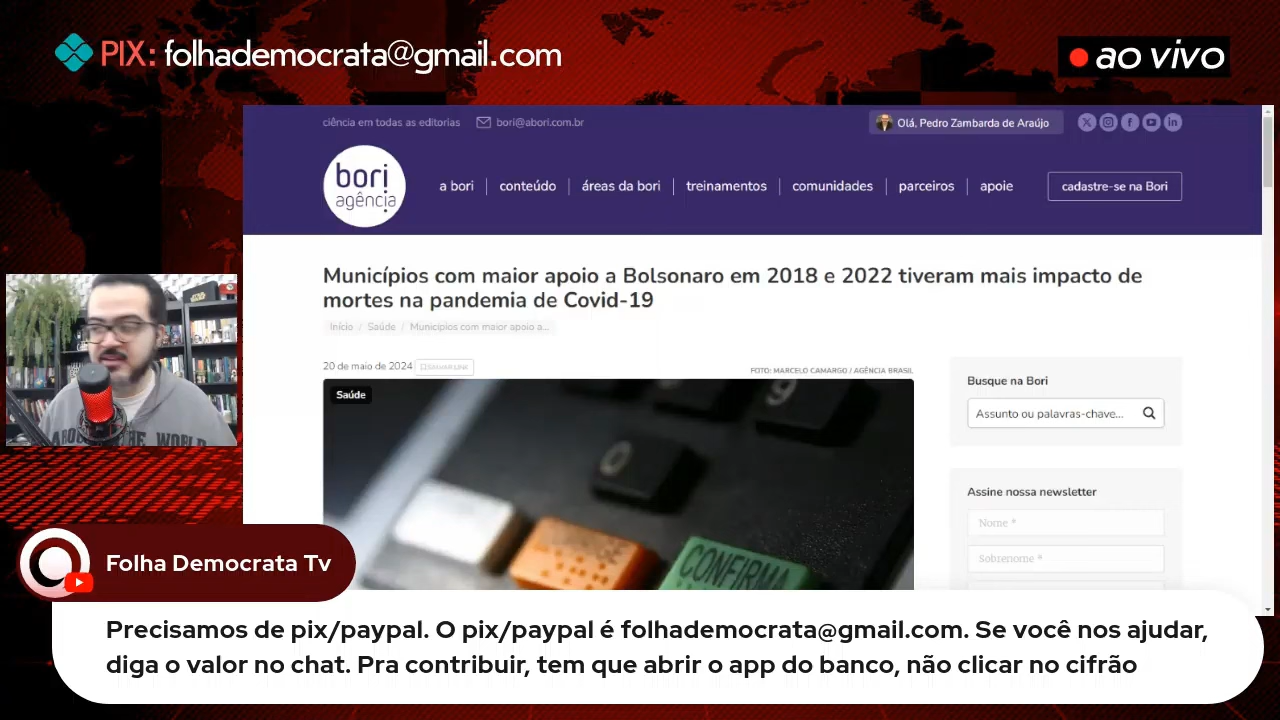 PIX: folhademocrata@gmail.com
ao vivo
ciência em todas as editorias
bori@abori.com.br
Olá, Pedro Zambarda de Araújo
bori
agência
a bori
conteúdo
áreas da bori
treinamentos
comunidades
parceiros
apoie
cadastre-se na Bori
Municípios com maior apoio a Bolsonaro em 2018 e 2022 tiveram mais impacto de
mortes na pandemia de Covid-19
Início / Saúde / Municípios com maior apoio a...
20 de maio de 2024
FOTO: MARCELO CAMARGO / AGÊNCIA BRASIL
Saúde
9
0
CONFIRMA
Busque na Bori
Assunto ou palavras-chave...
Assine nossa newsletter
Nome *
Sobrenome *
AROUND THE WORLD
Folha Democrata Tv
Precisamos de pix/paypal. O pix/paypal é folhademocrata@gmail.com. Se você nos ajudar,
diga o valor no chat. Pra contribuir, tem que abrir o app do banco, não clicar no cifrão